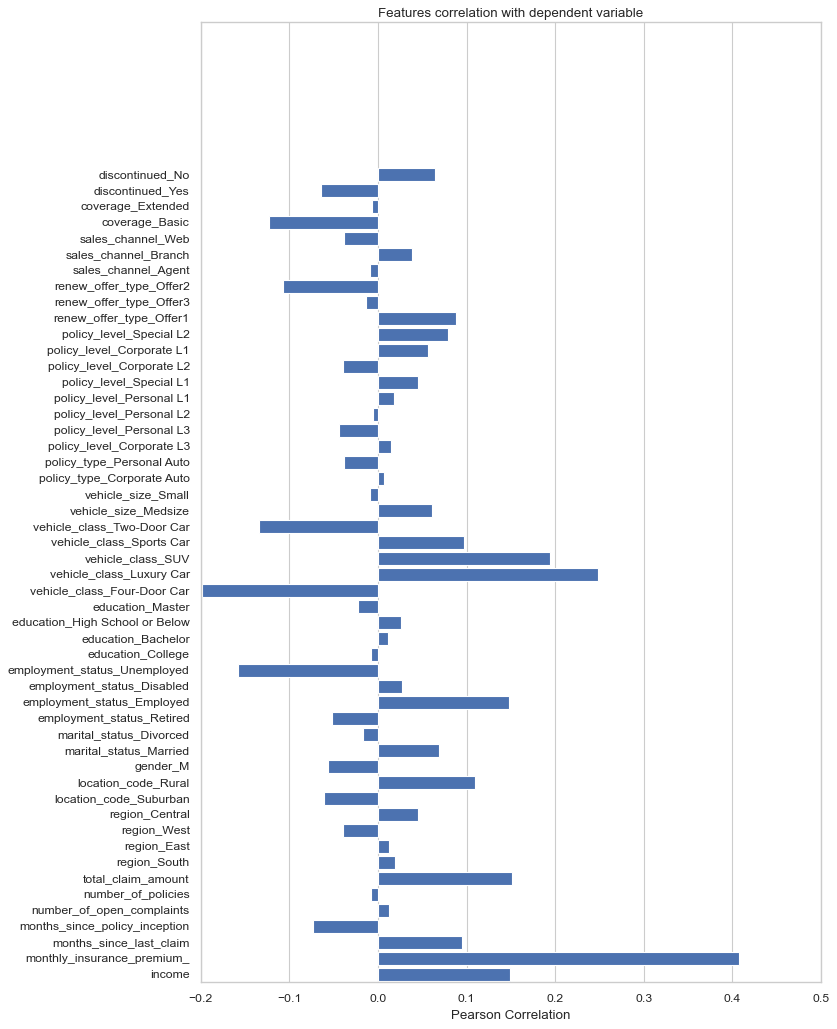 Features correlation with dependent variable
discontinued_No
discontinued_Yes
coverage_Extended
coverage_Basic
sales_channel_Web
sales_channel_Branch
sales_channel_Agent
renew_offer_type_Offer2
renew_offer_type_Offer3
renew_offer_type_Offer1
policy_level_Special L2
policy_level_Corporate L1
policy_level_Corporate L2
policy_level_Special L1
policy_level_Personal L1
policy_level_Personal L2
policy_level_Personal L3
policy_level_Corporate L3
policy_type_Personal Auto
policy_type_Corporate Auto
vehicle_size_Small
vehicle_size_Medsize
vehicle_class_Two-Door Car
vehicle_class_Sports Car
vehicle_class_SUV
vehicle_class_Luxury Car
vehicle_class_Four-Door Car
education_Master
education_High School or Below
education_Bachelor
education_College
employment_status_Unemployed
employment_status_Disabled
employment_status_Employed
employment_status_Retired
marital_status_Divorced
marital_status_Married
gender_M
location_code_Rural
location_code_Suburban
region_Central
region_West
region_East
region_South
total_claim_amount
number_of_policies
number_of_open_complaints
months_since_policy_inception
months_since_last_claim
monthly_insurance_premium_
income
−0.2 −0.1 0.0 0.1 0.2 0.3 0.4 0.5
Pearson Correlation